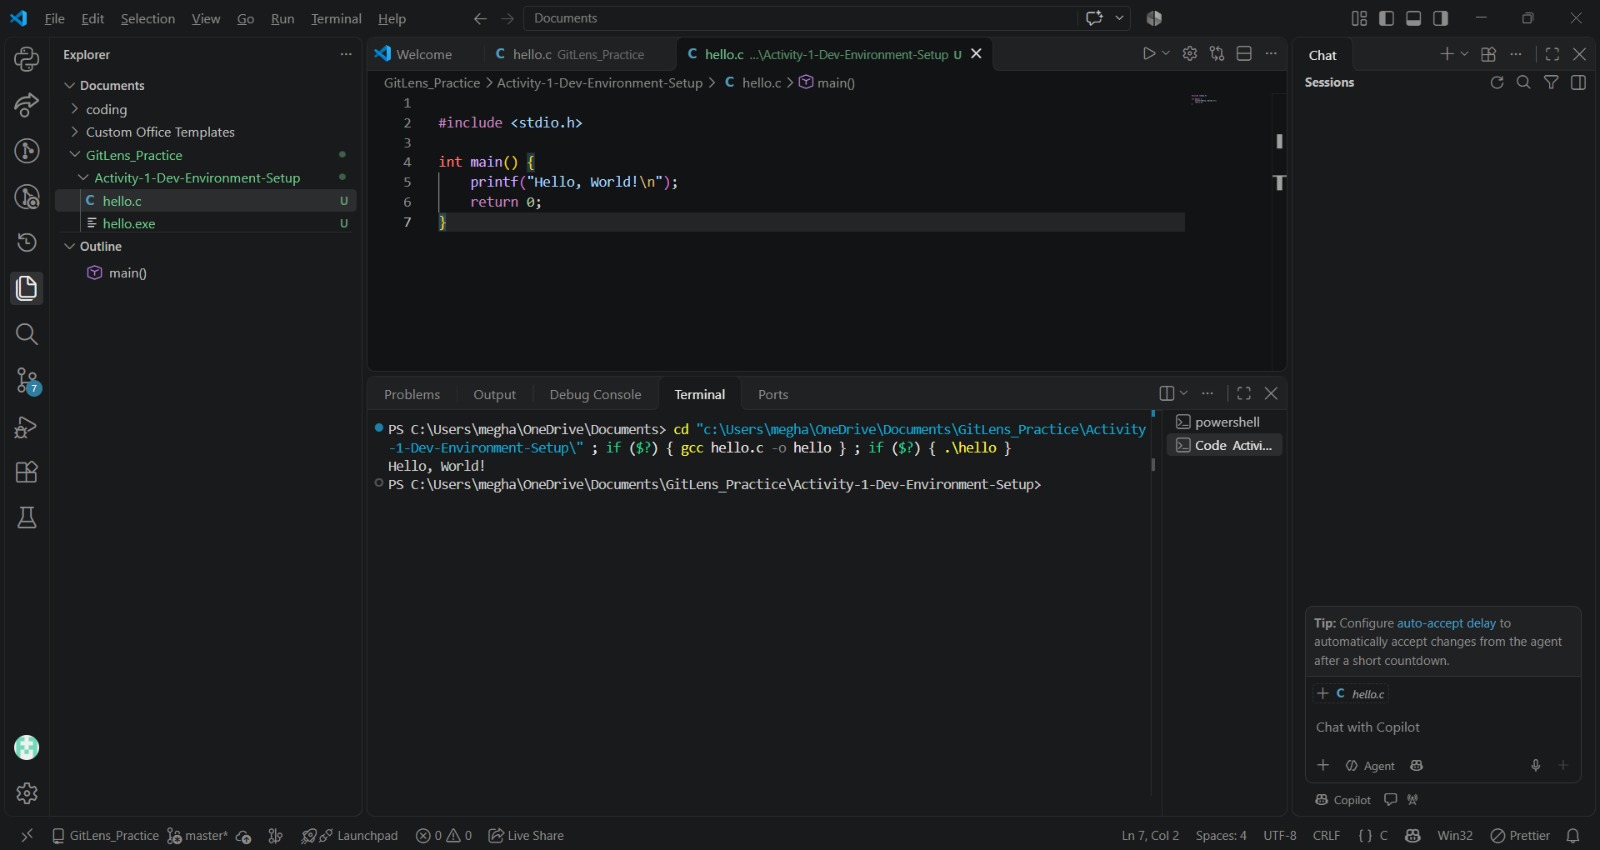 File Edit Selection View Go Run Terminal Help
Documents
Explorer
Documents
coding
Custom Office Templates
GitLens_Practice
Activity-1-Dev-Environment-Setup
hello.c U
hello.exe U
Outline
main()
Welcome
hello.c GitLens_Practice
hello.c ...\Activity-1-Dev-Environment-Setup U
GitLens_Practice > Activity-1-Dev-Environment-Setup > C hello.c > main()
1
2 #include <stdio.h>
3
4 int main() {
5 printf("Hello, World!\n");
6 return 0;
7 }
Problems Output Debug Console Terminal Ports
PS C:\Users\megha\OneDrive\Documents> cd "c:\Users\megha\OneDrive\Documents\GitLens_Practice\Activity
-1-Dev-Environment-Setup\" ; if ($?) { gcc hello.c -o hello } ; if ($?) { .\hello }
Hello, World!
PS C:\Users\megha\OneDrive\Documents\GitLens_Practice\Activity-1-Dev-Environment-Setup>
powershell
Code Activi...
Chat
Sessions
Tip: Configure auto-accept delay to
automatically accept changes from the agent
after a short countdown.
C hello.c
Chat with Copilot
Agent
Copilot
7
GitLens_Practice master* Launchpad 0 0 Live Share
Ln 7, Col 2 Spaces: 4 UTF-8 CRLF { } C Win32 Prettier